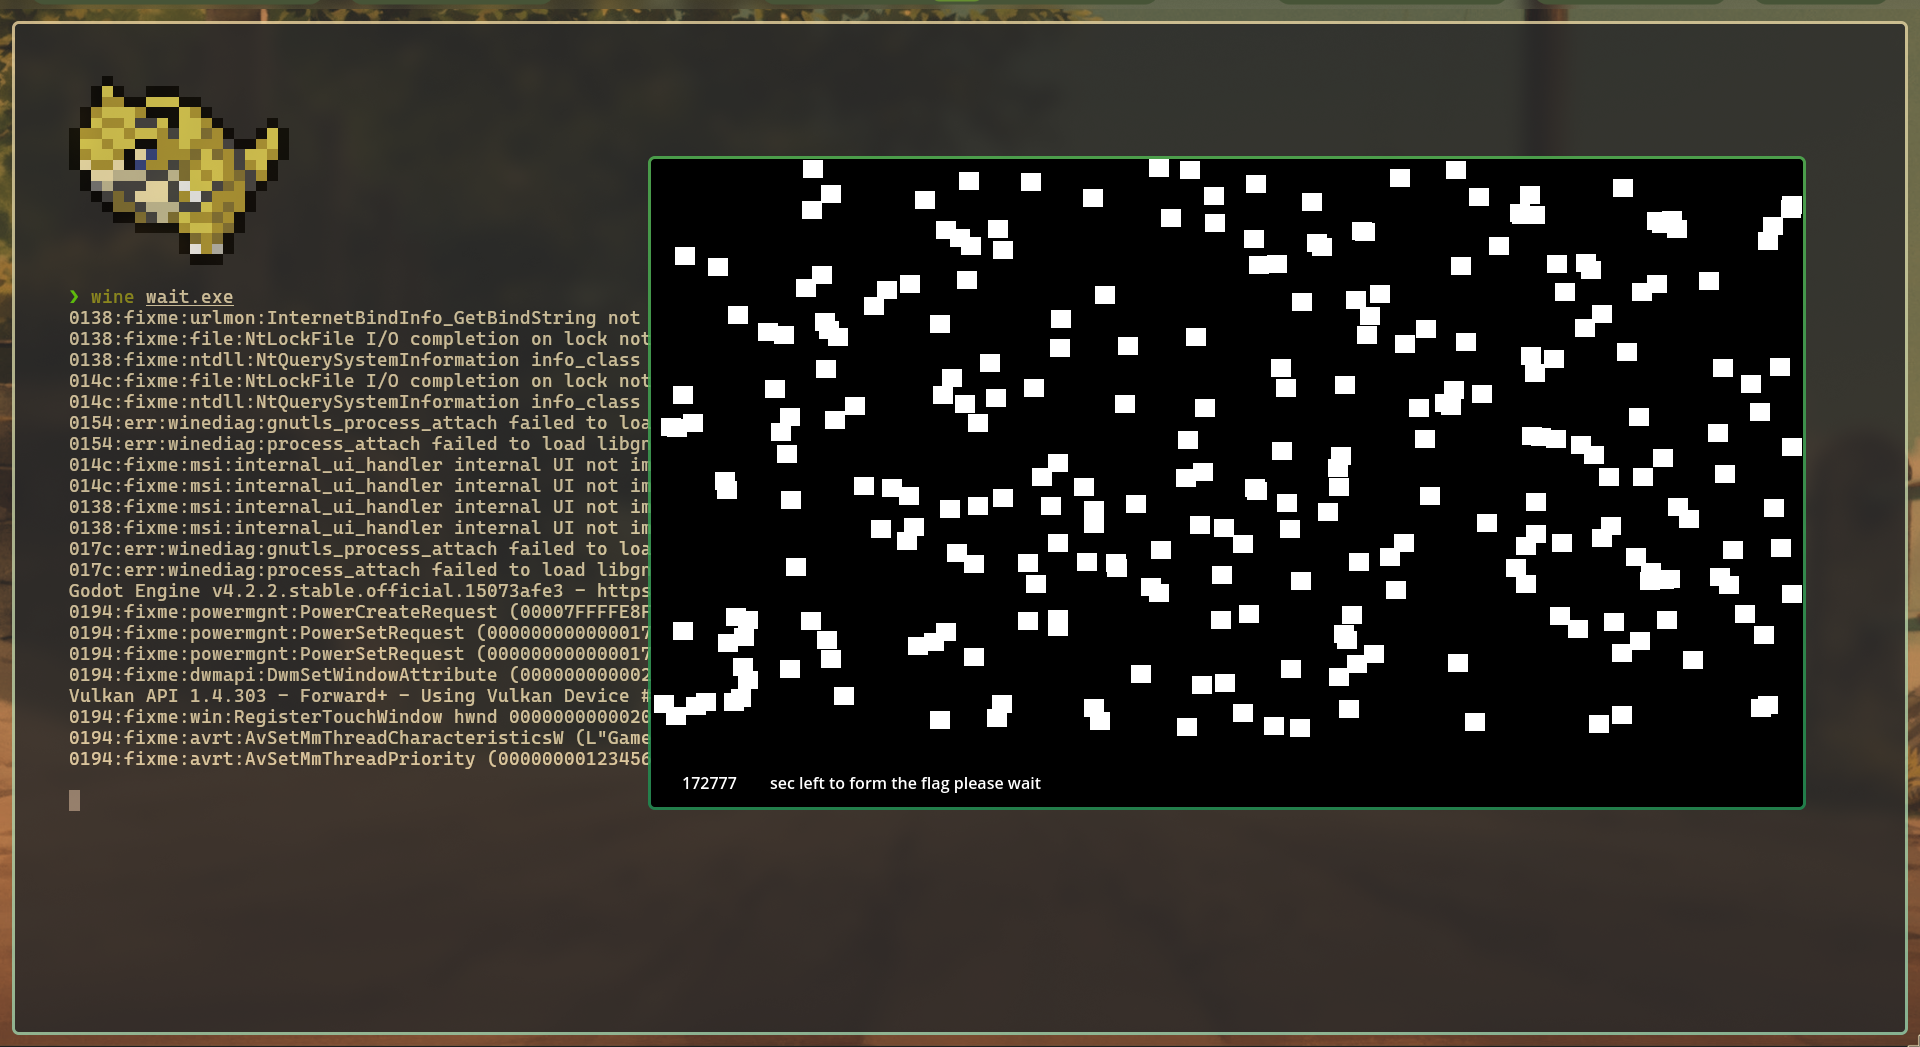 ❯ wine wait.exe
0138:fixme:urlmon:InternetBindInfo_GetBindString not
0138:fixme:file:NtLockFile I/O completion on lock not
0138:fixme:ntdll:NtQuerySystemInformation info_class
014c:fixme:file:NtLockFile I/O completion on lock not
014c:fixme:ntdll:NtQuerySystemInformation info_class
0154:err:winediag:gnutls_process_attach failed to loa
0154:err:winediag:process_attach failed to load libgn
014c:fixme:msi:internal_ui_handler internal UI not im
014c:fixme:msi:internal_ui_handler internal UI not im
0138:fixme:msi:internal_ui_handler internal UI not im
0138:fixme:msi:internal_ui_handler internal UI not im
017c:err:winediag:gnutls_process_attach failed to loa
017c:err:winediag:process_attach failed to load libgn
Godot Engine v4.2.2.stable.official.15073afe3 - https
0194:fixme:powermgnt:PowerCreateRequest (00007FFFFE8F
0194:fixme:powermgnt:PowerSetRequest (000000000000017
0194:fixme:powermgnt:PowerSetRequest (000000000000017
0194:fixme:dwmapi:DwmSetWindowAttribute (000000000002
Vulkan API 1.4.303 - Forward+ - Using Vulkan Device #
0194:fixme:win:RegisterTouchWindow hwnd 0000000000020
0194:fixme:avrt:AvSetMmThreadCharacteristicsW (L"Game
0194:fixme:avrt:AvSetMmThreadPriority (00000000123456
172777 sec left to form the flag please wait